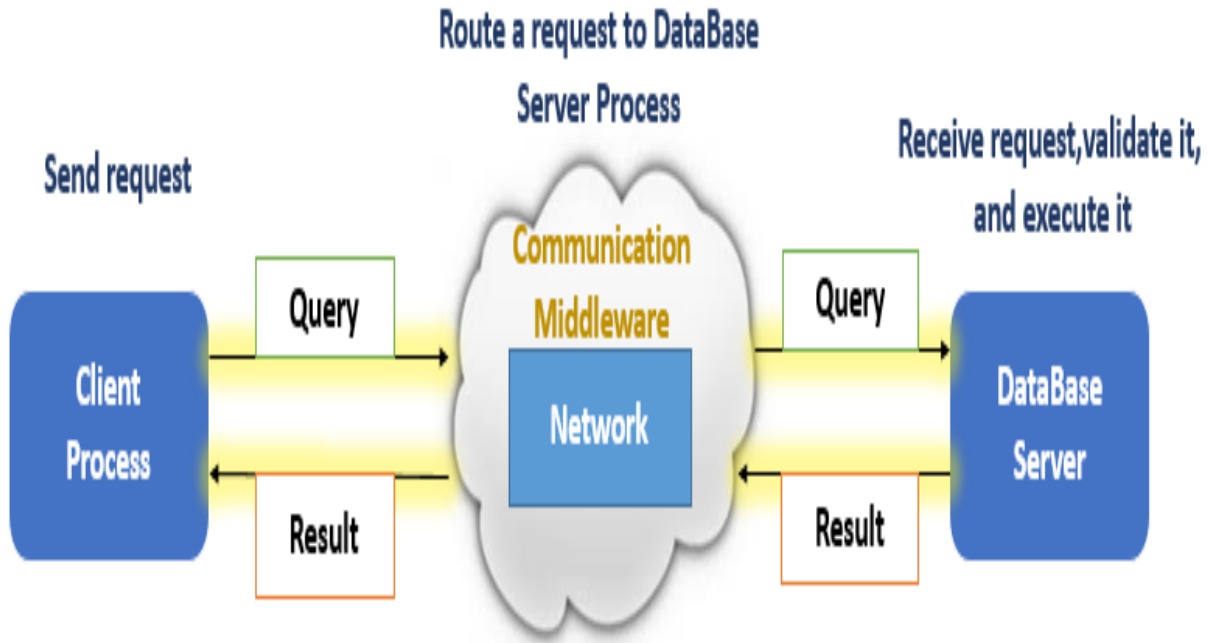 Route a request to DataBase
Server Process
Send request
Receive request,validate it,
and execute it
Communication
Middleware
Query
Query
Client
Process
Network
DataBase
Server
Result
Result